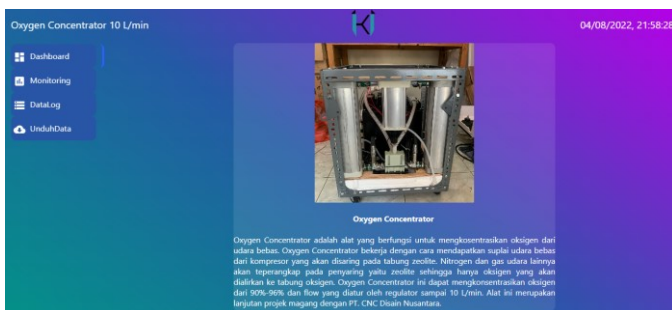 Oxygen Concentrator 10 L/min
04/08/2022, 21:58:28
Dashboard
Monitoring
DataLog
UnduhData
Oxygen Concentrator
Oxygen Concentrator adalah alat yang berfungsi untuk mengkosentrasikan oksigen dari
udara bebas. Oxygen Concentrator bekerja dengan cara mendapatkan suplai udara bebas
dari kompresor yang akan disaring pada tabung zeolite. Nitrogen dan gas udara lainnya
akan teperangkap pada penyaring yaitu zeolite sehingga hanya oksigen yang akan
dialirkan ke tabung oksigen. Oxygen Concentrator ini dapat mengkonsentrasikan oksigen
dari 90%-96% dan flow yang diatur oleh regulator sampai 10 L/min. Alat ini merupakan
lanjutan projek magang dengan PT. CNC Disain Nusantara.